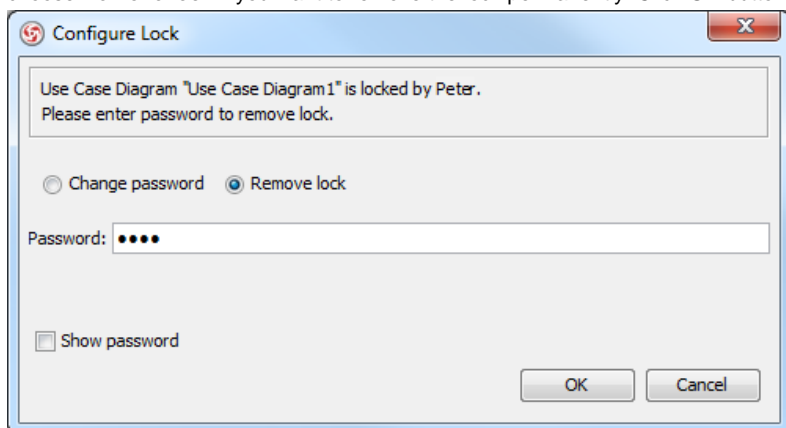 Configure Lock
Use Case Diagram "Use Case Diagram1" is locked by Peter.
Please enter password to remove lock.
Change password Remove lock
Password: ••••
Show password
OK Cancel